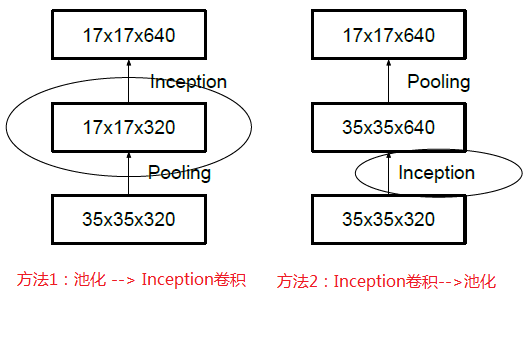 17x17x640
Inception
17x17x320
Pooling
35x35x320
方法1：池化 --> Inception卷积
17x17x640
Pooling
35x35x640
Inception
35x35x320
方法2：Inception卷积-->池化